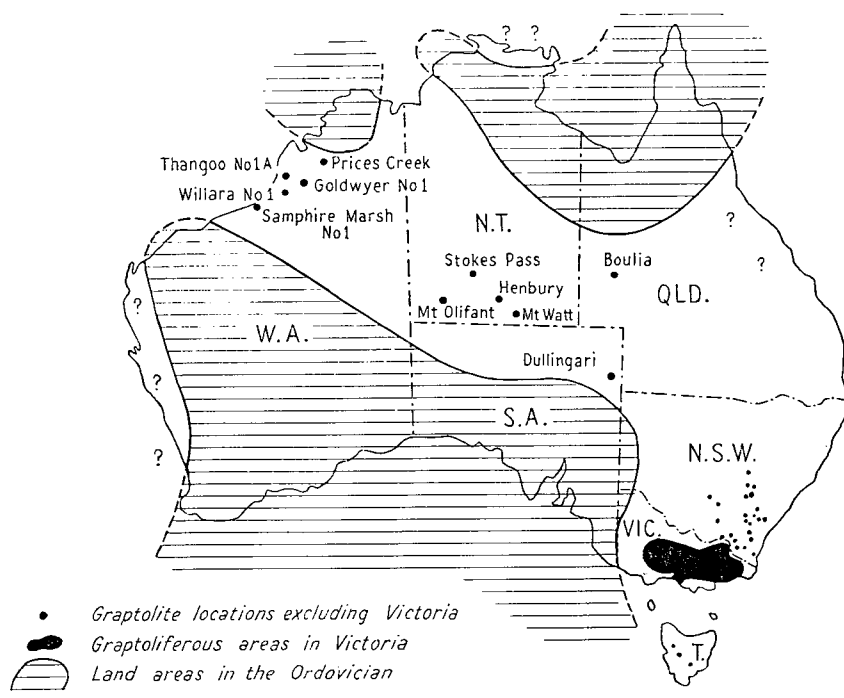 ? ?
Thangoo No1A
Prices Creek
Willara No1
Goldwyer No1
Samphire Marsh
No1
N.T.
?
Stokes Pass
Boulia
?
Henbury
QLD.
Mt Olifant
Mt Watt
?
W.A.
Dullingari
?
S.A.
N.S.W.
?
VIC.
Graptolite locations excluding Victoria
Graptoliferous areas in Victoria
T.
Land areas in the Ordovician